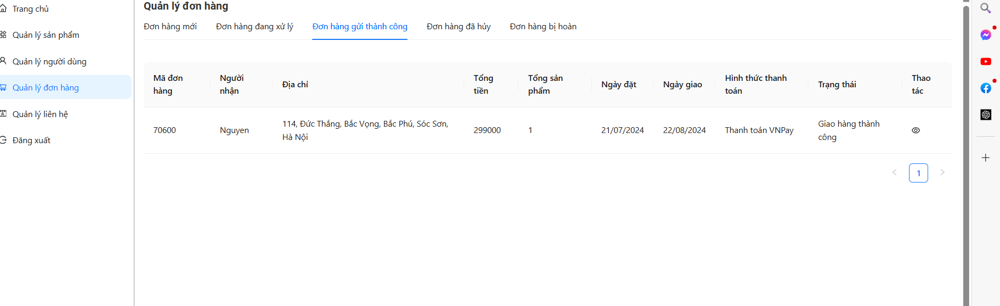 Trang chủ
Quản lý sản phẩm
Quản lý người dùng
Quản lý đơn hàng
Quản lý liên hệ
Đăng xuất
Quản lý đơn hàng
Đơn hàng mới Đơn hàng đang xử lý Đơn hàng gửi thành công Đơn hàng đã hủy Đơn hàng bị hoàn
Mã đơn hàng Người nhận Địa chỉ Tổng tiền Tổng sản phẩm Ngày đặt Ngày giao Hình thức thanh toán Trạng thái Thao tác
70600 Nguyen 114, Đức Thắng, Bắc Vọng, Bắc Phú, Sóc Sơn, Hà Nội 299000 1 21/07/2024 22/08/2024 Thanh toán VNPay Giao hàng thành công
1